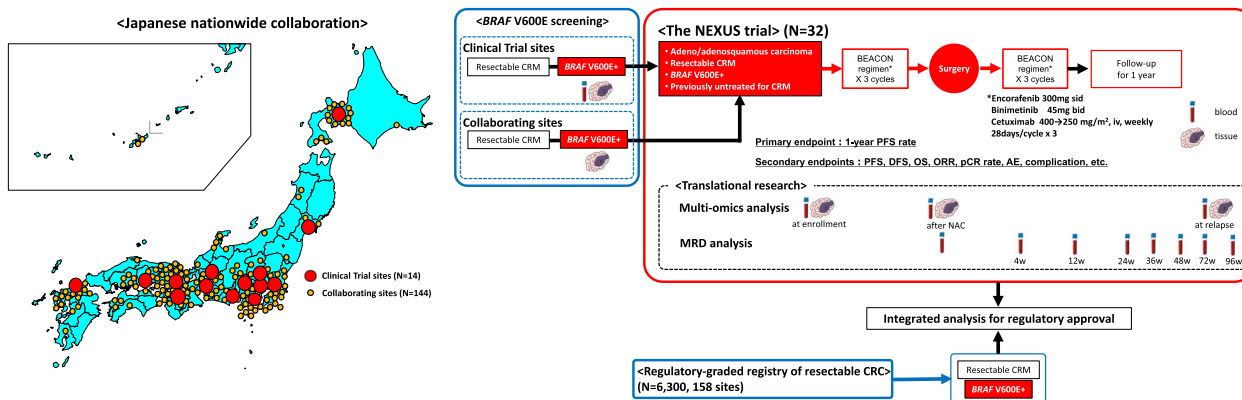 <Japanese nationwide collaboration>
Clinical Trial sites (N=14)
Collaborating sites (N=144)
<BRAF V600E screening>
Clinical Trial sites
Resectable CRM
BRAF V600E+
Collaborating sites
Resectable CRM
BRAF V600E+
<The NEXUS trial> (N=32)
• Adeno/adenosquamous carcinoma
• Resectable CRM
• BRAF V600E+
• Previously untreated for CRM
BEACON
regimen*
X 3 cycles
Surgery
BEACON
regimen*
X 3 cycles
Follow-up
for 1 year
*Encorafenib 300mg sid
Binimetinib 45mg bid
Cetuximab 400→250 mg/m², iv, weekly
28days/cycle x 3
blood
tissue
Primary endpoint：1-year PFS rate
Secondary endpoints：PFS, DFS, OS, ORR, pCR rate, AE, complication, etc.
<Translational research>
Multi-omics analysis
at enrollment
after NAC
at relapse
MRD analysis
4w
12w
24w
36w
48w
72w
96w
Integrated analysis for regulatory approval
<Regulatory-graded registry of resectable CRC>
(N=6,300, 158 sites)
Resectable CRM
BRAF V600E+